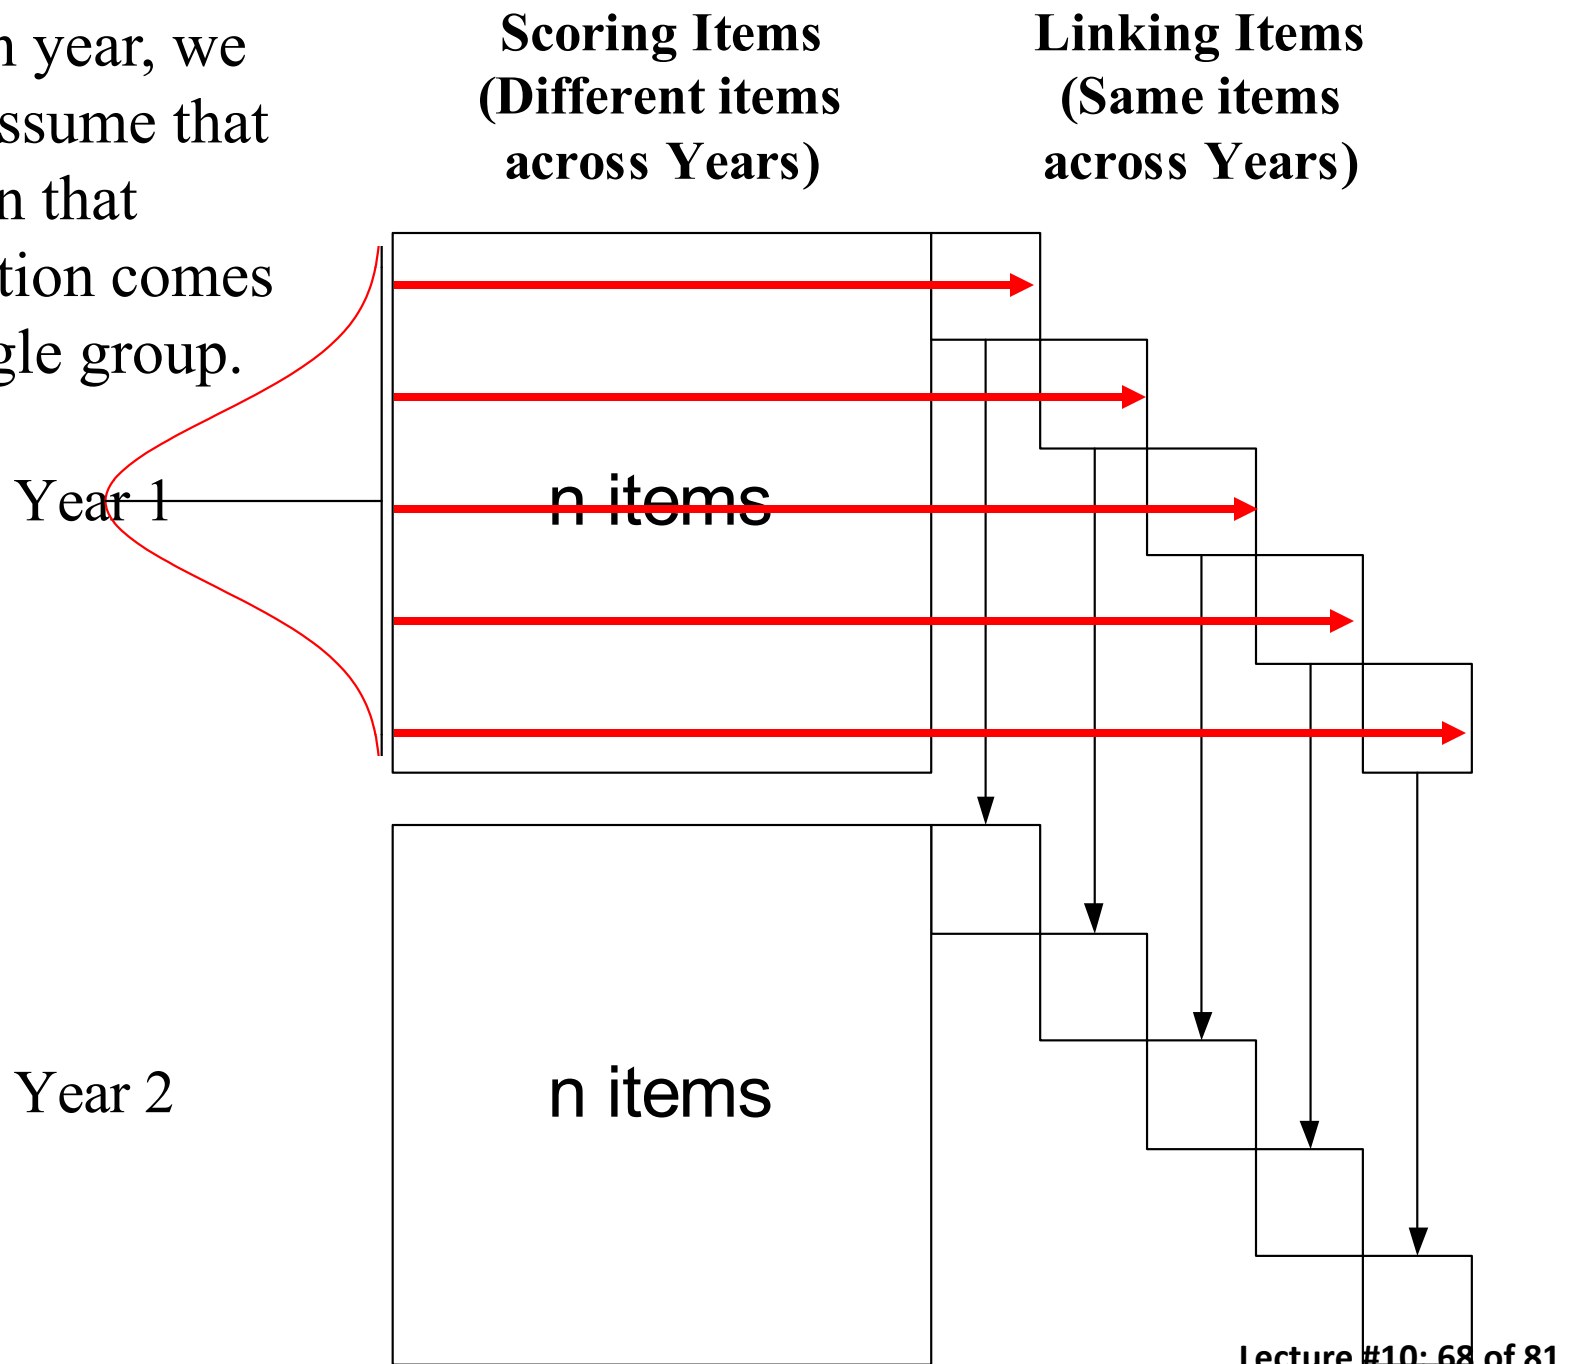 n year, we
ssume that
n that
tion comes
gle group.
Scoring Items
(Different items
across Years)
Linking Items
(Same items
across Years)
Year 1
n items
Year 2
n items
Lecture #10: 68 of 81